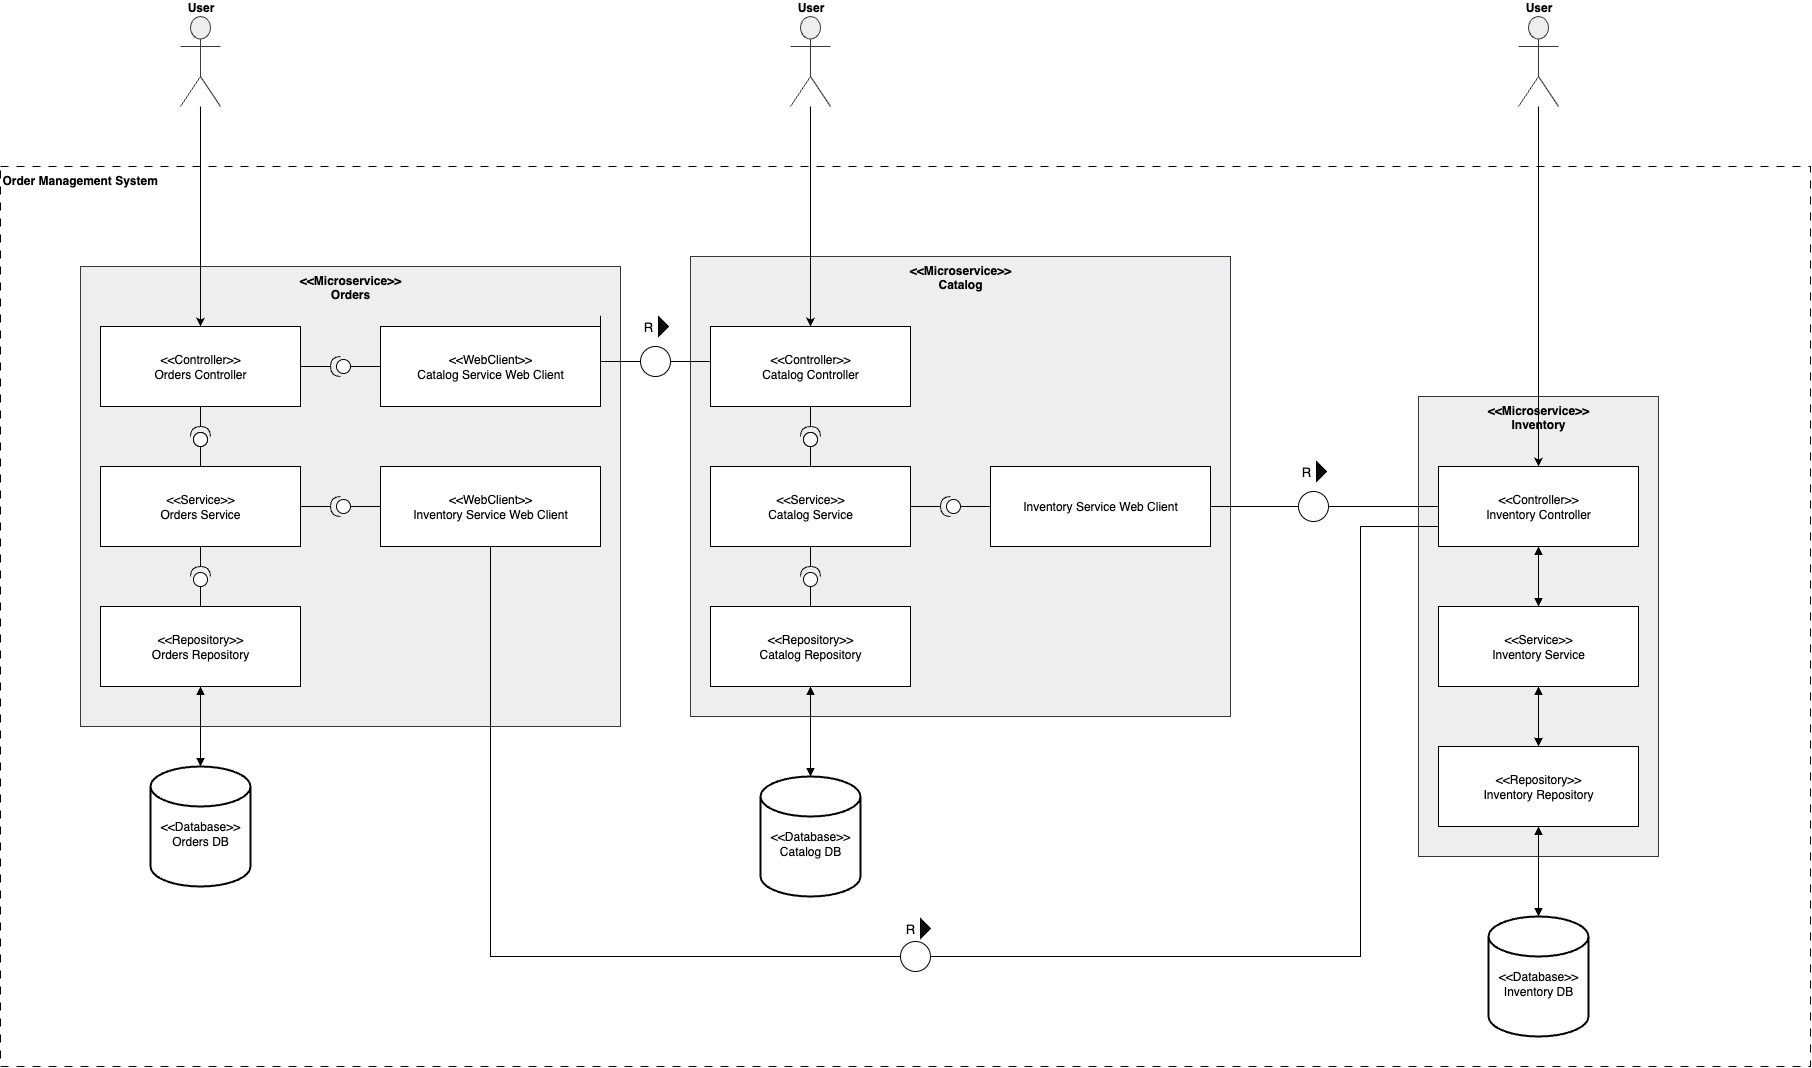 User
User
User
Order Management System
<<Microservice>>
Orders
<<Controller>>
Orders Controller
<<WebClient>>
Catalog Service Web Client
<<Service>>
Orders Service
<<WebClient>>
Inventory Service Web Client
<<Repository>>
Orders Repository
<<Database>>
Orders DB
R
<<Microservice>>
Catalog
<<Controller>>
Catalog Controller
<<Service>>
Catalog Service
Inventory Service Web Client
<<Repository>>
Catalog Repository
<<Database>>
Catalog DB
R
R
<<Microservice>>
Inventory
<<Controller>>
Inventory Controller
<<Service>>
Inventory Service
<<Repository>>
Inventory Repository
<<Database>>
Inventory DB